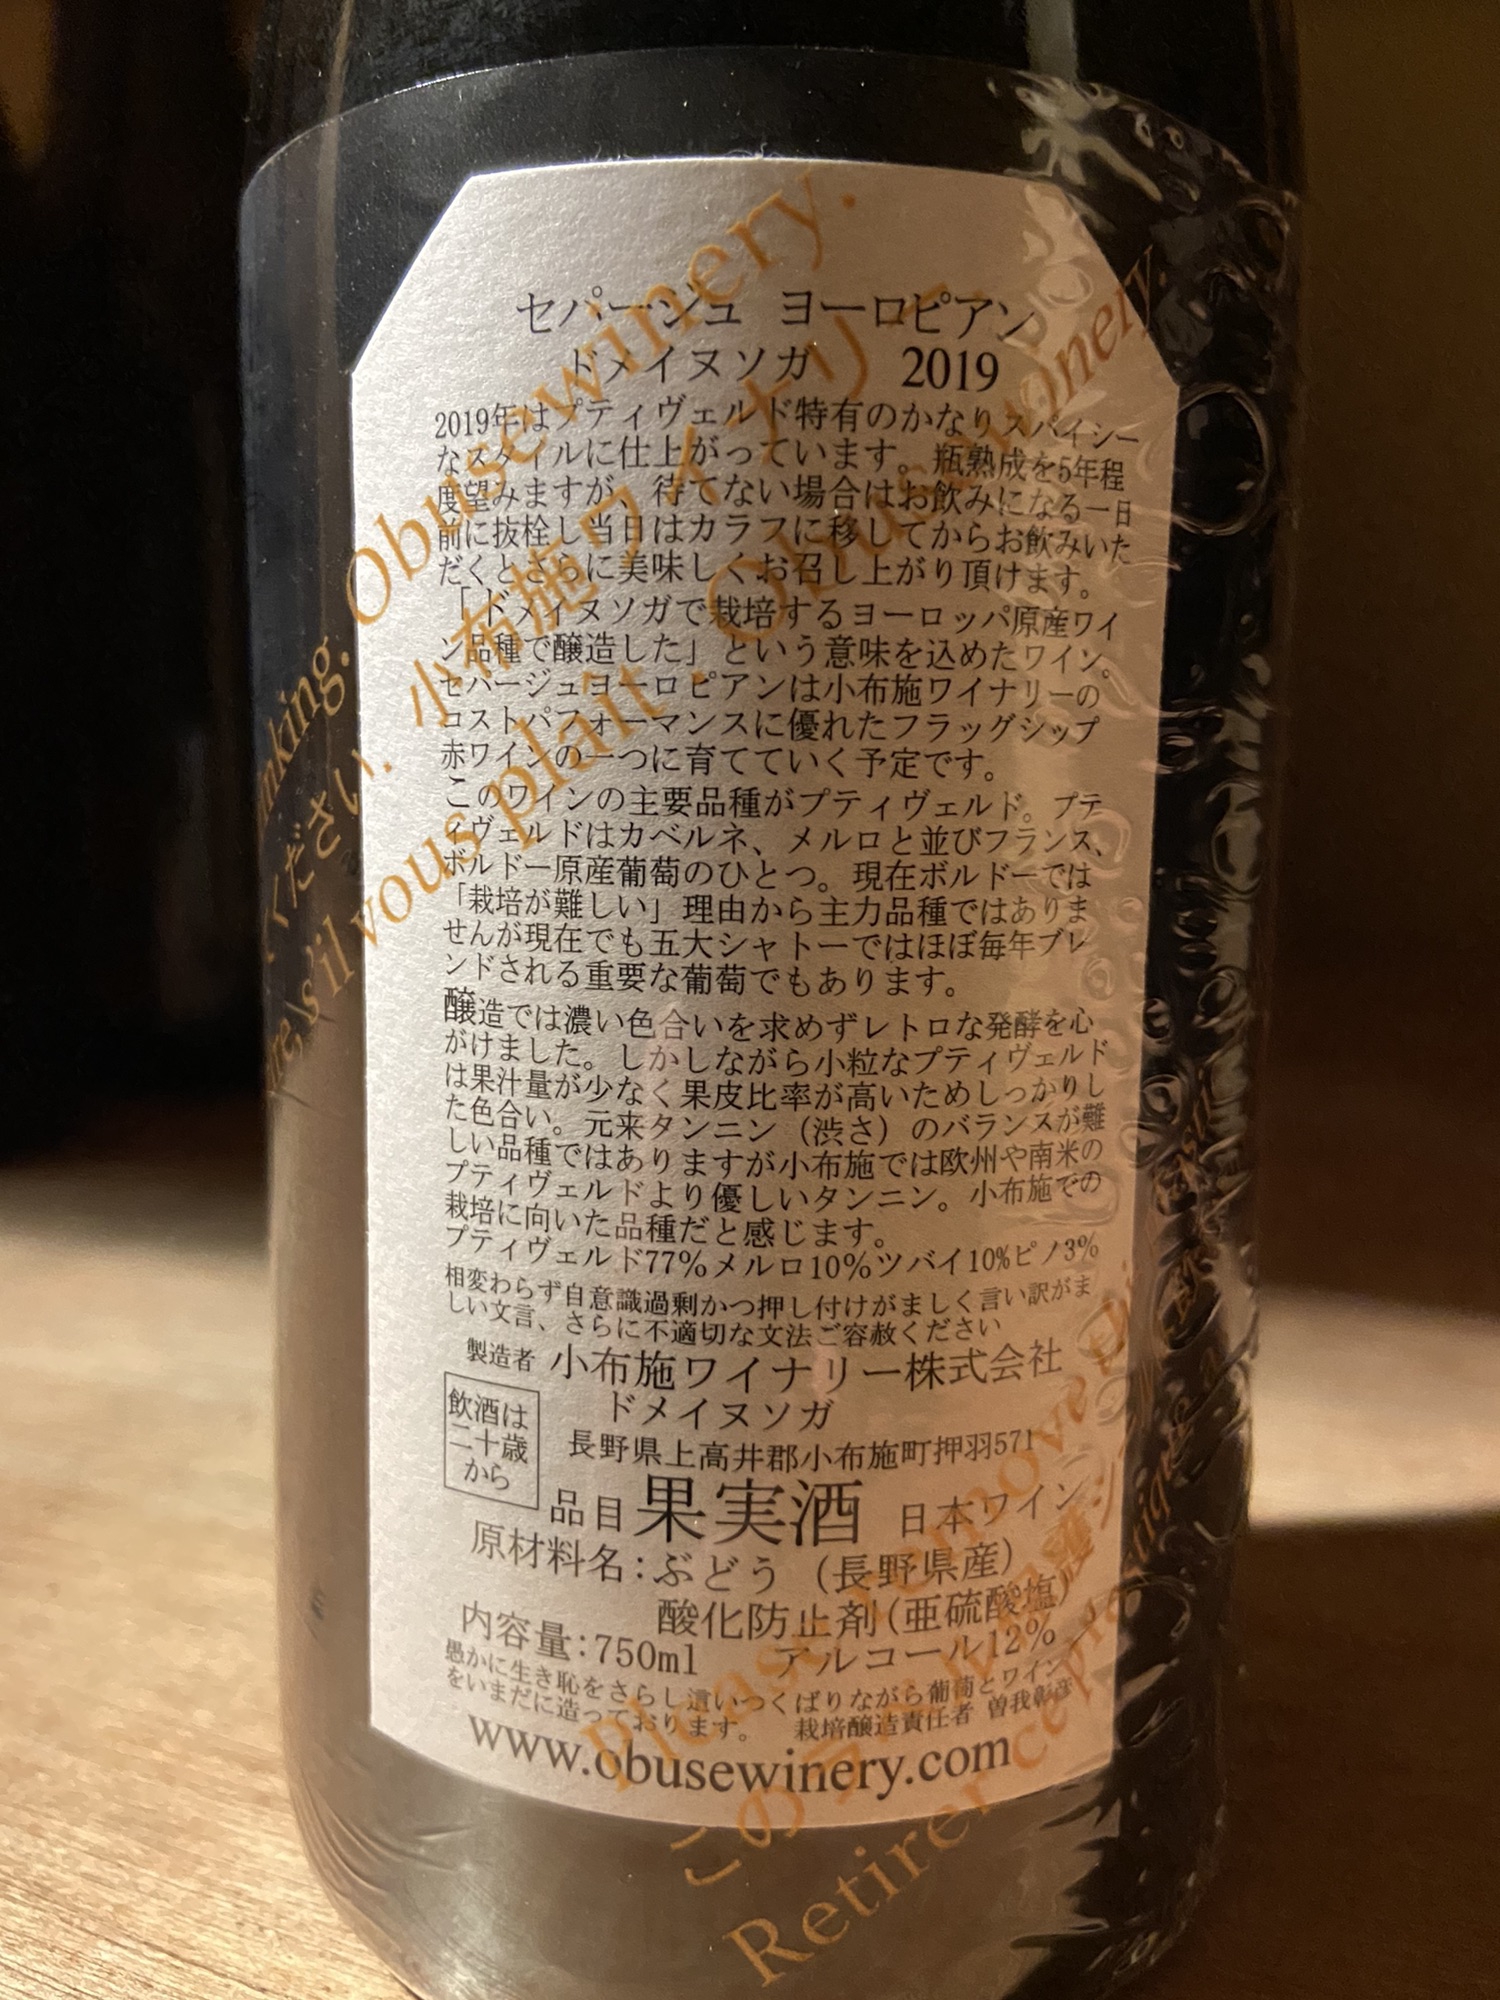 セパージュ ヨーロピアン
ドメイヌソガ 2019
2019年はプティヴェルド特有のかなりスパイシー
なスタイルに仕上がっています。瓶熟成を5年程
度望みますが、待てない場合はお飲みになる一日
前に抜栓し当日はカラフに移してからお飲みいた
だくとさらに美味しくお召し上がり頂けます。
「ドメイヌソガで栽培するヨーロッパ原産ワイ
ン品種で醸造した」という意味を込めたワイン。
セパージュヨーロピアンは小布施ワイナリーの
コストパフォーマンスに優れたフラッグシップ
赤ワインの一つに育てていく予定です。
このワインの主要品種がプティヴェルド。プテ
ィヴェルドはカベルネ、メルロと並びフランス、
ボルドー原産葡萄のひとつ。現在ボルドーでは
「栽培が難しい」理由から主力品種ではありま
せんが現在でも五大シャトーではほぼ毎年ブレ
ンドされる重要な葡萄でもあります。
醸造では濃い色合いを求めずレトロな発酵を心
がけました。しかしながら小粒なプティヴェルド
は果汁量が少なく果皮比率が高いためしっかりし
た色合い。元来タンニン（渋さ）のバランスが難
しい品種ではありますが小布施では欧州や南米の
プティヴェルドより優しいタンニン。小布施での
栽培に向いた品種だと感じます。
プティヴェルド77%メルロ10%ツバイ10%ピノ3%
相変わらず自意識過剰かつ押し付けがましく言い訳がま
しい文言、さらに不適切な文法ご容赦ください
製造者 小布施ワイナリー株式会社
ドメイヌソガ
長野県上高井郡小布施町押羽571
飲酒は
二十歳
から
品目 果実酒 日本ワイン
原材料名：ぶどう（長野県産）
酸化防止剤（亜硫酸塩）
内容量：750ml アルコール12%
愚かに生き恥をさらし這いつくばりながら葡萄とワイン
をいまだに造っております。 栽培醸造責任者 曽我彰彦
www.obusewinery.com
Obusewinery.
小布施ワイナリー
s'il vous plaît. Obusewinery.
ください
Please remove
この
Retirer